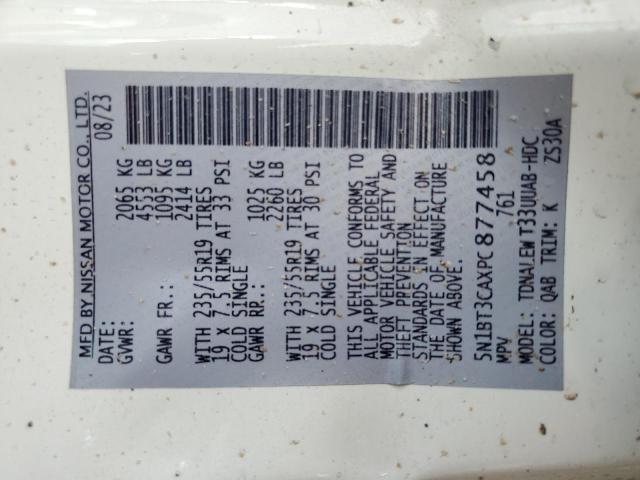 MFD BY NISSAN MOTOR CO., LTD.
DATE: 08/23
GVWR: 2065 KG
4553 LB
GAWR FR.: 1095 KG
2414 LB
WITH 235/55R19 TIRES
19 X 7.5 RIMS AT 33 PSI
COLD SINGLE
GAWR RR.: 1025 KG
2260 LB
WITH 235/55R19 TIRES
19 X 7.5 RIMS AT 30 PSI
COLD SINGLE
THIS VEHICLE CONFORMS TO
ALL APPLICABLE FEDERAL
MOTOR VEHICLE SAFETY AND
THEFT PREVENTION
STANDARDS IN EFFECT ON
THE DATE OF MANUFACTURE
SHOWN ABOVE.
5N1BT3CAXPC877458
MPV 761
MODEL: TDNALEW T33UUAB-HDC
COLOR: QAB TRIM: K ZS30A